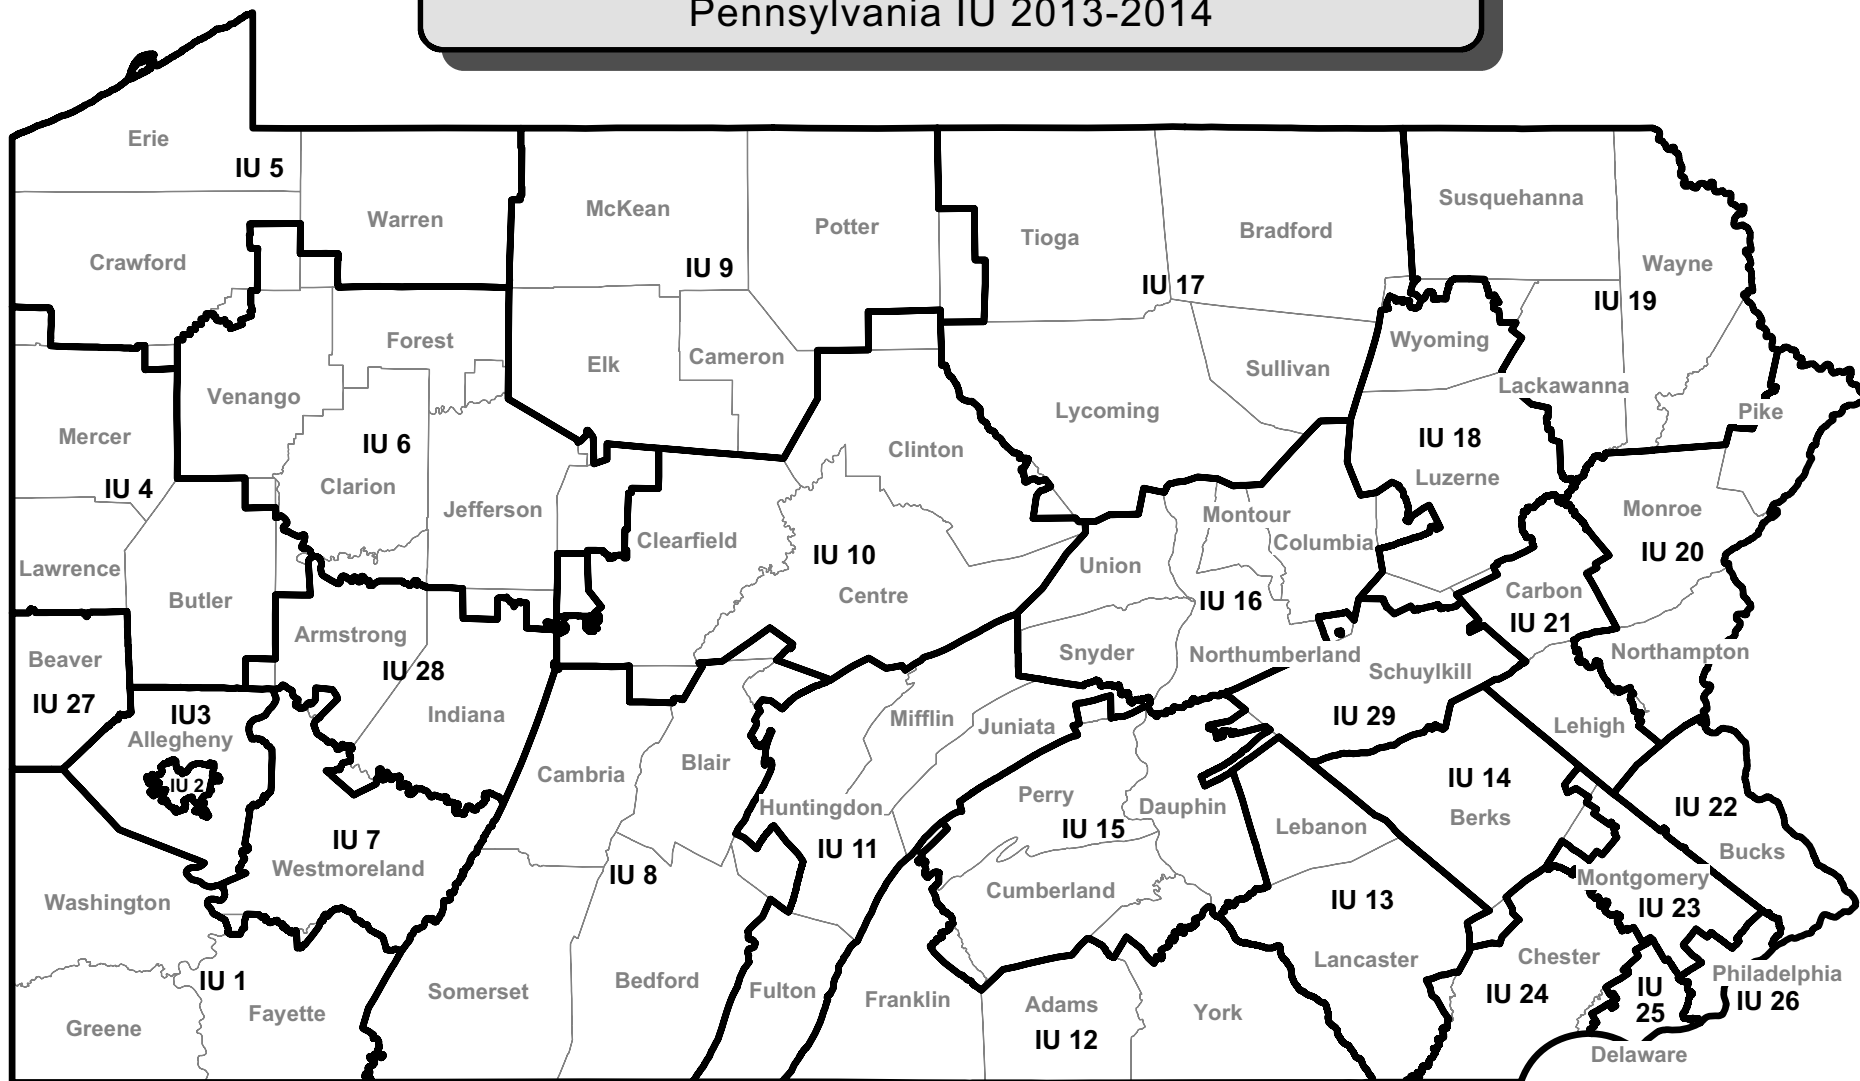 Pennsylvania IU 2013-2014
Erie
IU 5
Warren
McKean
Potter
Tioga
Bradford
Susquehanna
Wayne
Crawford
IU 9
IU 17
IU 19
Forest
Elk
Cameron
Sullivan
Wyoming
Lackawanna
Venango
Lycoming
Pike
Mercer
IU 6
Clinton
IU 18
Luzerne
IU 4
Clarion
Jefferson
Montour
Monroe
Clearfield
IU 10
Columbia
IU 20
Lawrence
Union
Butler
Centre
IU 16
Carbon
IU 21
Armstrong
Beaver
IU 28
Snyder
Northumberland
Schuylkill
Northampton
IU 27
IU3
Allegheny
Indiana
Mifflin
Juniata
IU 29
Lehigh
IU 2
Cambria
Blair
Huntingdon
Perry
Dauphin
IU 14
Berks
IU 22
IU 7
Westmoreland
IU 11
IU 15
Lebanon
Bucks
IU 8
Cumberland
Montgomery
IU 23
Washington
IU 13
IU 1
Fayette
Somerset
Bedford
Fulton
Franklin
Adams
IU 12
York
Lancaster
Chester
IU 24
IU
25
Philadelphia
IU 26
Greene
Delaware